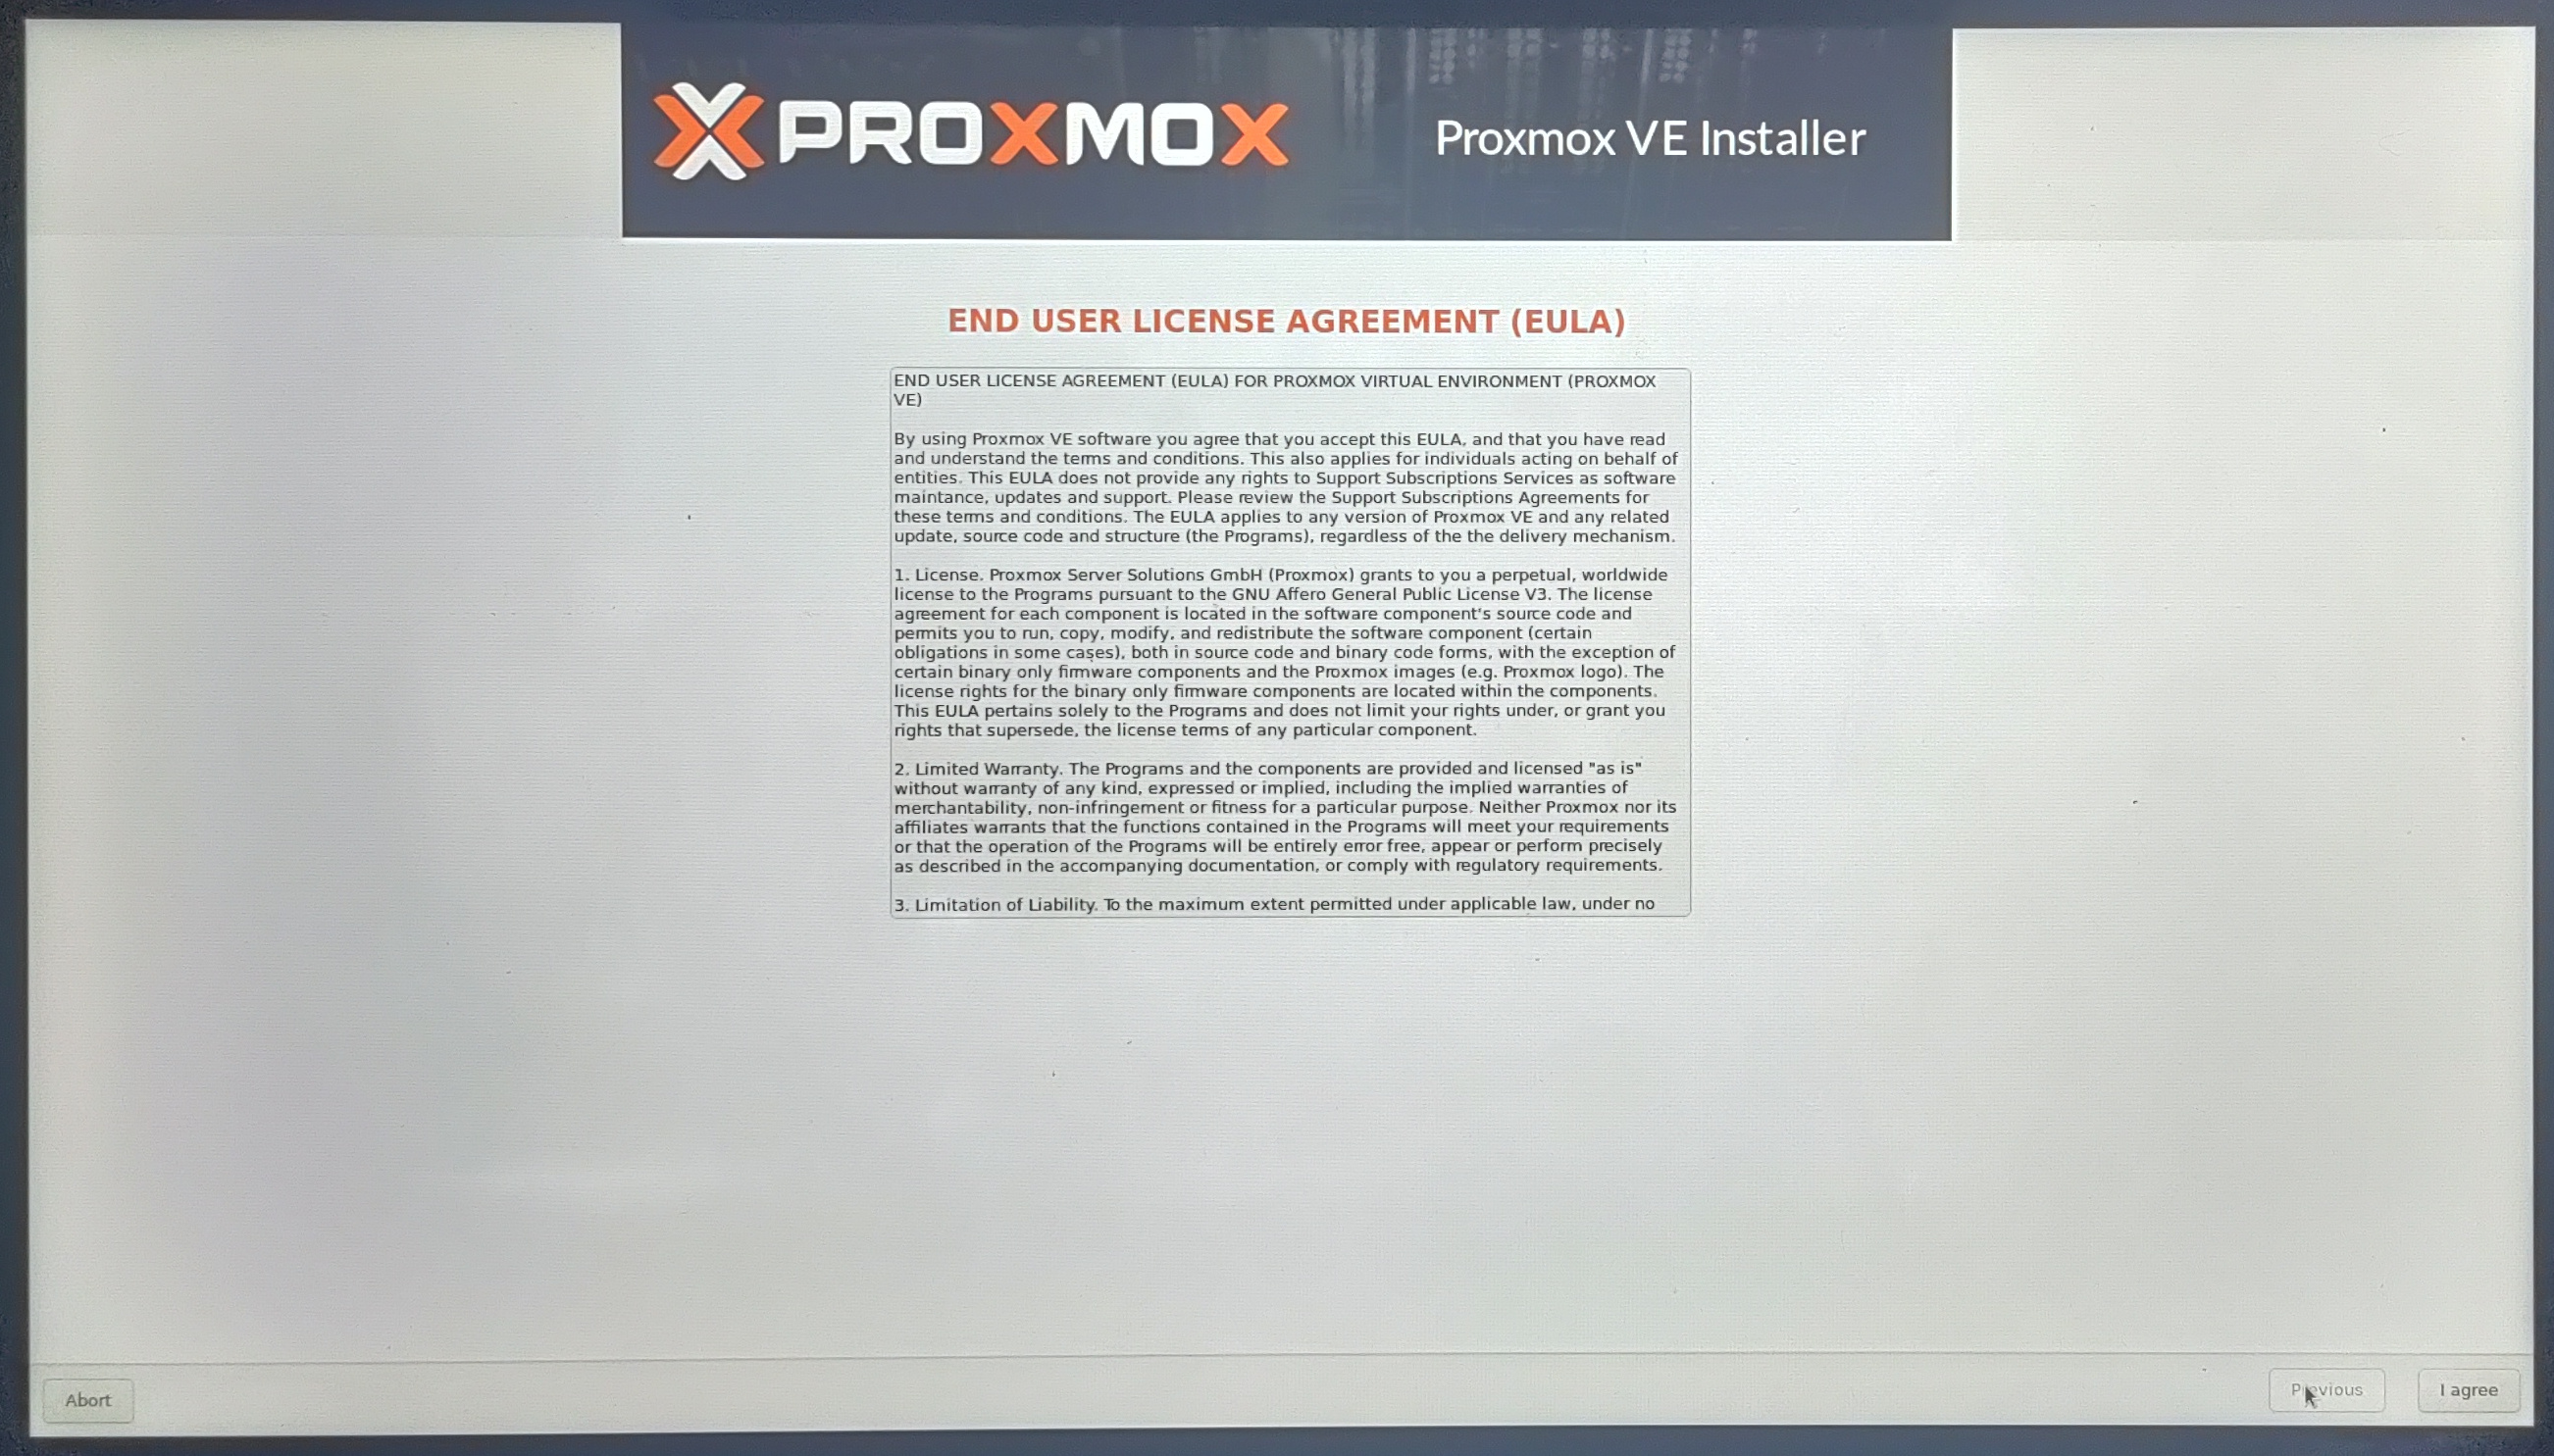 PROXMOX
Proxmox VE Installer
END USER LICENSE AGREEMENT (EULA)
END USER LICENSE AGREEMENT (EULA) FOR PROXMOX VIRTUAL ENVIRONMENT (PROXMOX
VE)
By using Proxmox VE software you agree that you accept this EULA, and that you have read
and understand the terms and conditions. This also applies for individuals acting on behalf of
entities. This EULA does not provide any rights to Support Subscriptions Services as software
maintance, updates and support. Please review the Support Subscriptions Agreements for
these terms and conditions. The EULA applies to any version of Proxmox VE and any related
update, source code and structure (the Programs), regardless of the the delivery mechanism.
1. License. Proxmox Server Solutions GmbH (Proxmox) grants to you a perpetual, worldwide
license to the Programs pursuant to the GNU Affero General Public License V3. The license
agreement for each component is located in the software component's source code and
permits you to run, copy, modify, and redistribute the software component (certain
obligations in some cases), both in source code and binary code forms, with the exception of
certain binary only firmware components and the Proxmox images (e.g. Proxmox logo). The
license rights for the binary only firmware components are located within the components.
This EULA pertains solely to the Programs and does not limit your rights under, or grant you
rights that supersede, the license terms of any particular component.
2. Limited Warranty. The Programs and the components are provided and licensed "as is"
without warranty of any kind, expressed or implied, including the implied warranties of
merchantability, non-infringement or fitness for a particular purpose. Neither Proxmox nor its
affiliates warrants that the functions contained in the Programs will meet your requirements
or that the operation of the Programs will be entirely error free, appear or perform precisely
as described in the accompanying documentation, or comply with regulatory requirements.
3. Limitation of Liability. To the maximum extent permitted under applicable law, under no
Abort
Previous
I agree